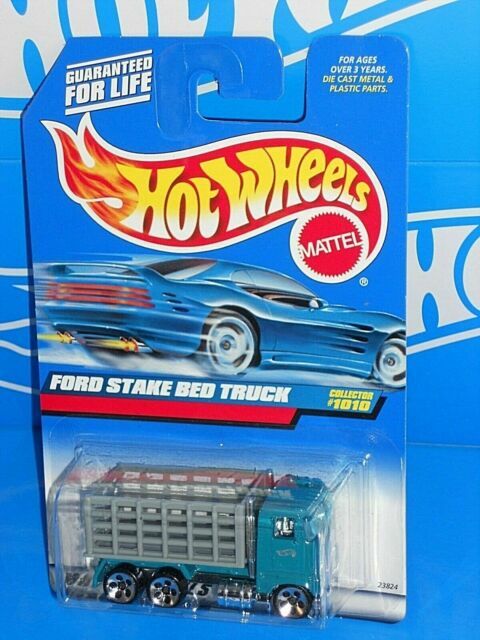 GUARANTEED
FOR LIFE
FOR AGES
OVER 3 YEARS.
DIE CAST METAL &
PLASTIC PARTS.
HOT WHEELS
MATTEL
®
FORD STAKE BED TRUCK
COLLECTOR
#1010
23824